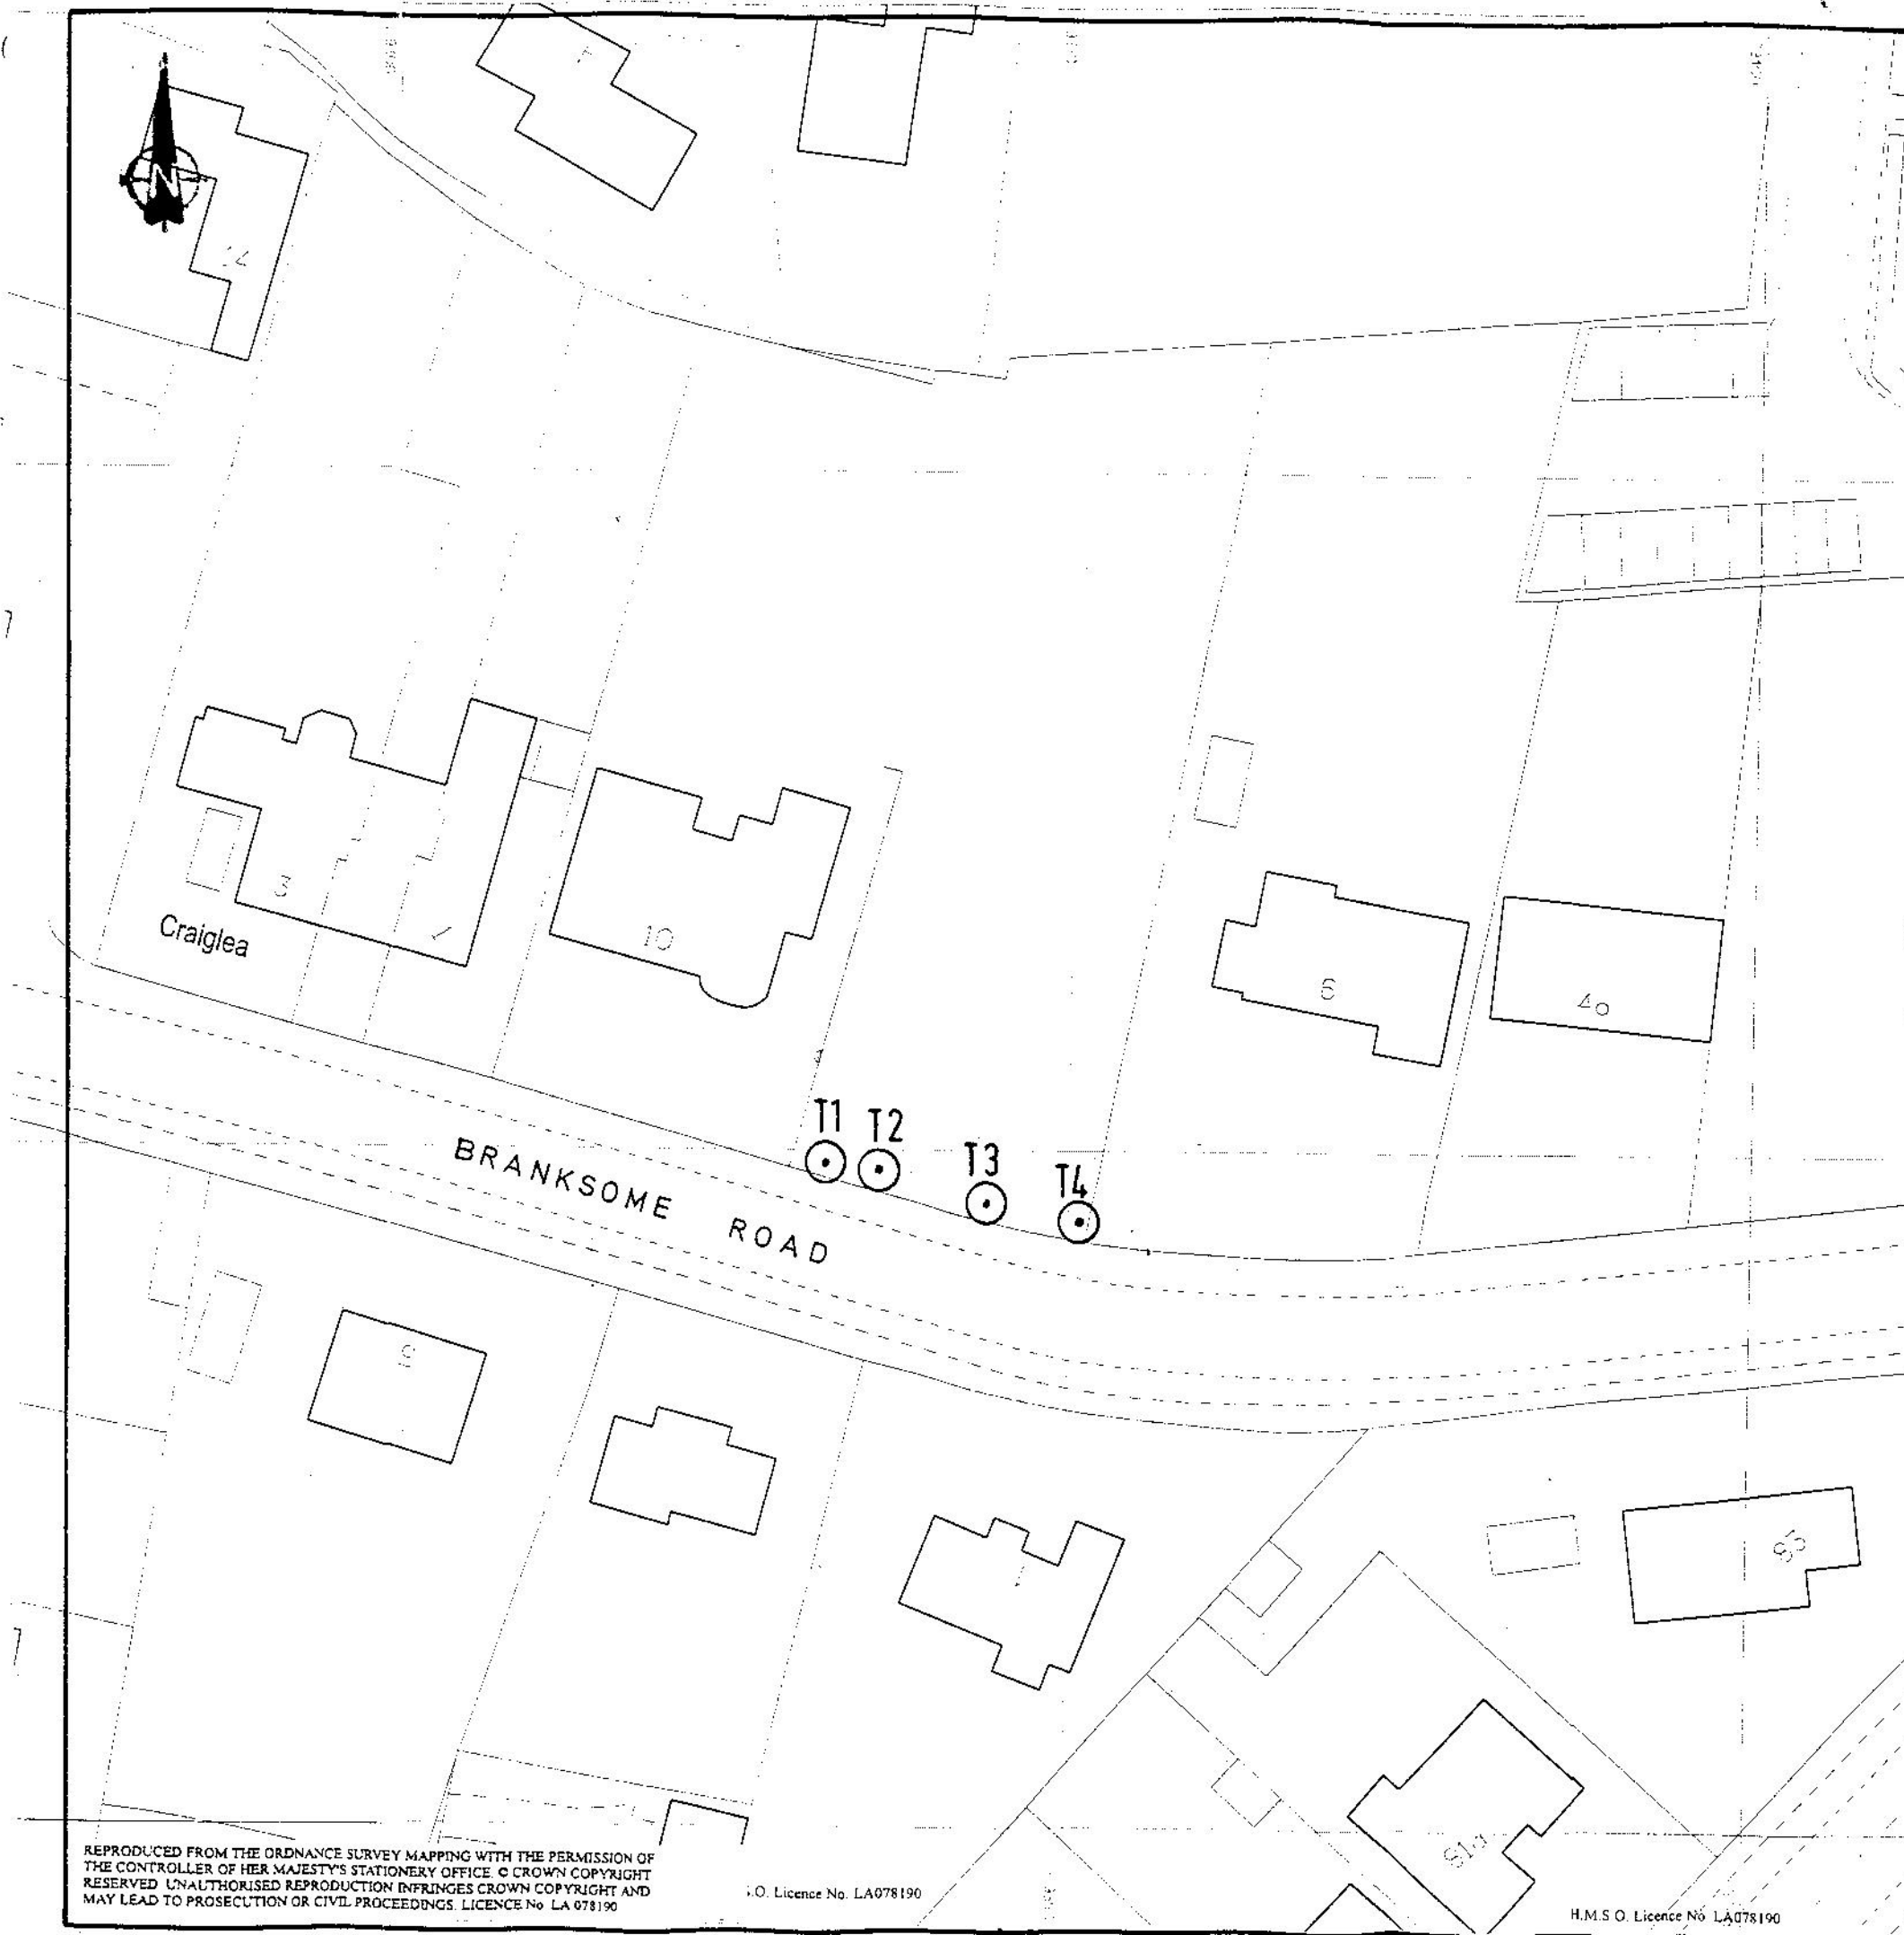 N
Craiglea
3
10
6
4a
T1 T2
T3
T4
BRANKSOME ROAD
9
85
81a
REPRODUCED FROM THE ORDNANCE SURVEY MAPPING WITH THE PERMISSION OF
THE CONTROLLER OF HER MAJESTY'S STATIONERY OFFICE. © CROWN COPYRIGHT
RESERVED UNAUTHORISED REPRODUCTION INFRINGES CROWN COPYRIGHT AND
MAY LEAD TO PROSECUTION OR CIVIL PROCEEDINGS. LICENCE No LA 078190
.O. Licence No. LA078190
H.M.S O. Licence No LA078190